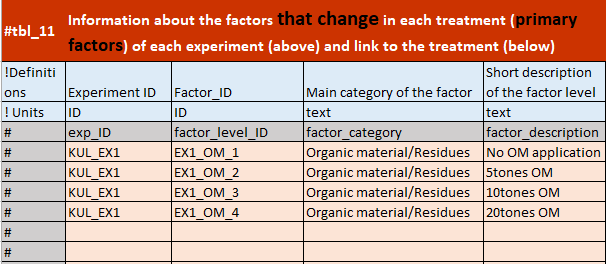 #tbl_11 Information about the factors that change in each treatment (primary
factors) of each experiment (above) and link to the treatment (below)
!Definiti Short description
ons Experiment ID Factor_ID Main category of the factor of the factor level
! Units ID ID text text
# exp_ID factor_level_ID factor_category factor_description
# KUL_EX1 EX1_OM_1 Organic material/Residues No OM application
# KUL_EX1 EX1_OM_2 Organic material/Residues 5tones OM
# KUL_EX1 EX1_OM_3 Organic material/Residues 10tones OM
# KUL_EX1 EX1_OM_4 Organic material/Residues 20tones OM
#
#